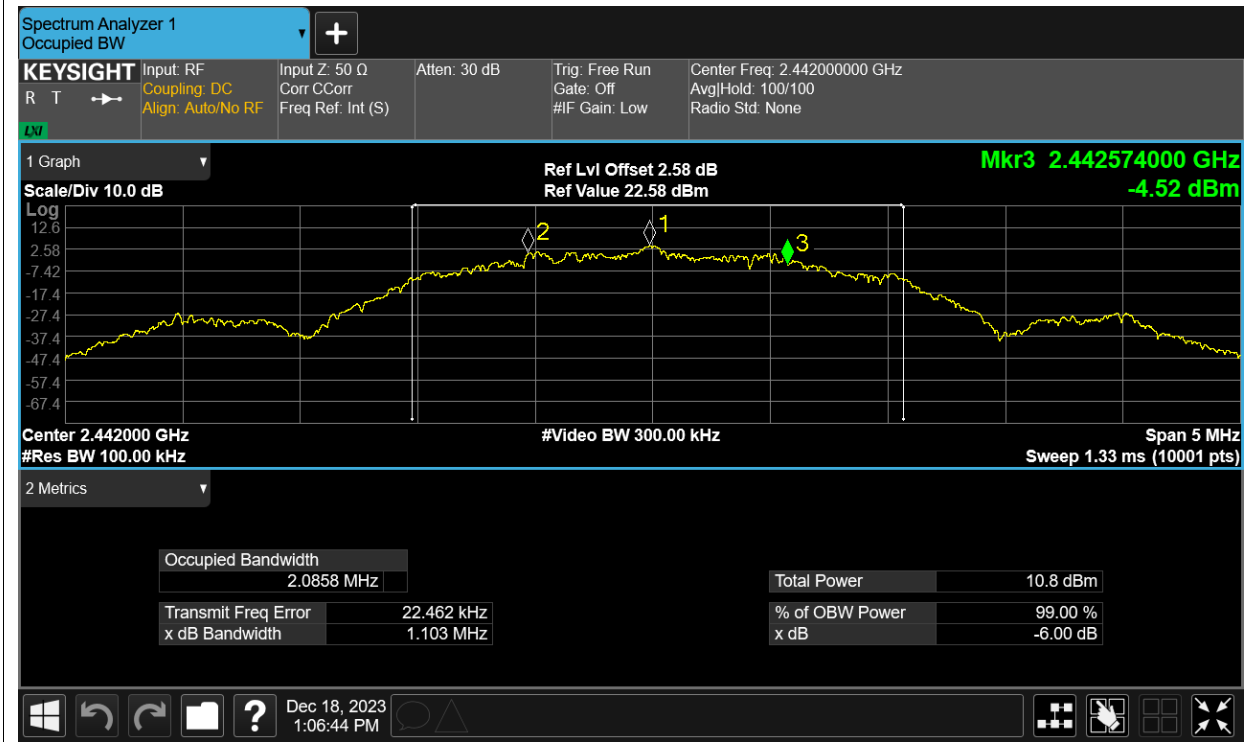 Spectrum Analyzer 1
Occupied BW
KEYSIGHT
R T
LXI
Input: RF
Coupling: DC
Align: Auto/No RF
Input Z: 50 Ω
Corr CCorr
Freq Ref: Int (S)
Atten: 30 dB
Trig: Free Run
Gate: Off
#IF Gain: Low
Center Freq: 2.442000000 GHz
Avg|Hold: 100/100
Radio Std: None
1 Graph
Scale/Div 10.0 dB
Ref Lvl Offset 2.58 dB
Ref Value 22.58 dBm
Mkr3 2.442574000 GHz
-4.52 dBm
Log
12.6
2.58
-7.42
-17.4
-27.4
-37.4
-47.4
-57.4
-67.4
2
1
3
Center 2.442000 GHz
#Res BW 100.00 kHz
#Video BW 300.00 kHz
Span 5 MHz
Sweep 1.33 ms (10001 pts)
2 Metrics
Occupied Bandwidth
2.0858 MHz
Transmit Freq Error 22.462 kHz
x dB Bandwidth 1.103 MHz
Total Power 10.8 dBm
% of OBW Power 99.00 %
x dB -6.00 dB
?
Dec 18, 2023
1:06:44 PM